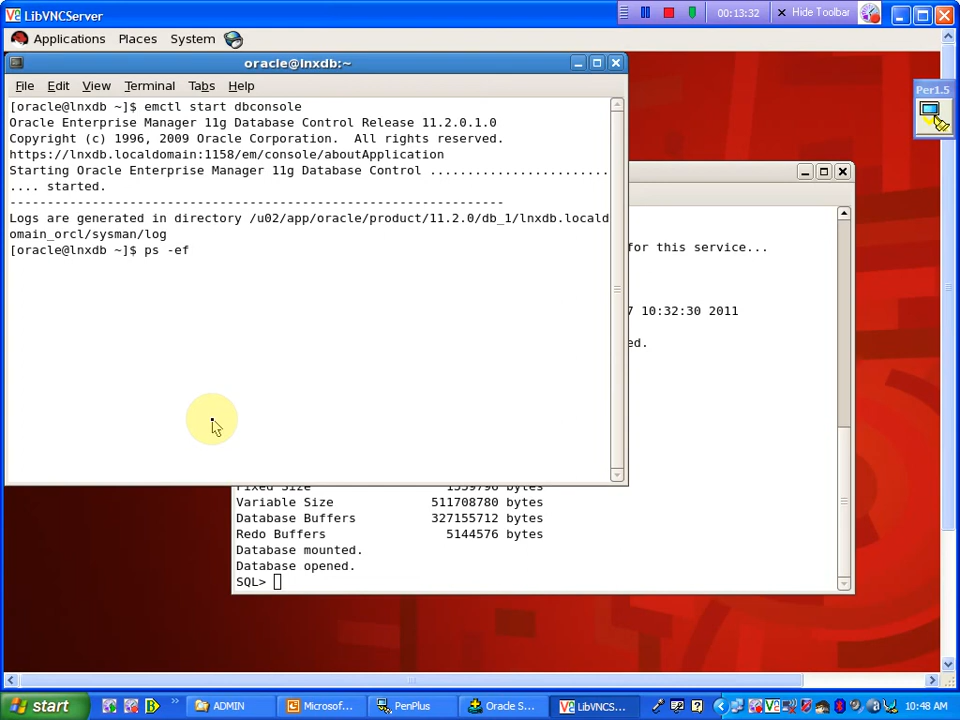 LibVNCServer
00:13:32
Hide Toolbar
Applications Places System
Per1.5
oracle@lnxdb:~
File Edit View Terminal Tabs Help
[oracle@lnxdb ~]$ emctl start dbconsole
Oracle Enterprise Manager 11g Database Control Release 11.2.0.1.0
Copyright (c) 1996, 2009 Oracle Corporation.  All rights reserved.
https://lnxdb.localdomain:1158/em/console/aboutApplication
Starting Oracle Enterprise Manager 11g Database Control ........................
.... started.
------------------------------------------------------------------
Logs are generated in directory /u02/app/oracle/product/11.2.0/db_1/lnxdb.locald
omain_orcl/sysman/log
[oracle@lnxdb ~]$ ps -ef
for this service...
10:32:30 2011
ed.
Variable Size 511708780 bytes
Database Buffers 327155712 bytes
Redo Buffers 5144576 bytes
Database mounted.
Database opened.
SQL>
start
ADMIN
Microsof...
PenPlus
Oracle S...
LibVNCS...
10:48 AM